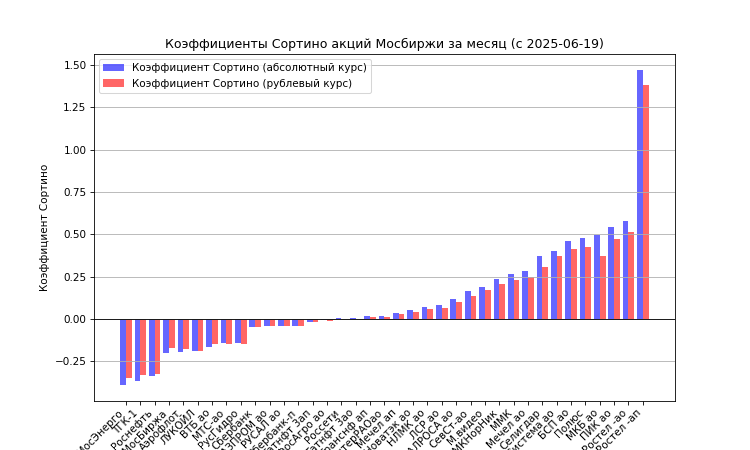 Коэффициенты Сортино акций Мосбиржи за месяц (с 2025-06-19)
Коэффициент Сортино (абсолютный курс)
Коэффициент Сортино (рублевый курс)
Коэффициент Сортино
1.50
1.25
1.00
0.75
0.50
0.25
0.00
−0.25
ТГК-1
Роснефть
МосБиржа
Аэрофлот
ЛУКОЙЛ
ВТБ ао
МТС-ао
РусГидро
Сбербанк
РУСАЛ ао
Россети
Мечел ап
НЛМК ао
ЛСР ао
СевСт-ао
М.видео
ММК
Мечел ао
Селигдар
БСП ао
Полюс
МКБ ао
ПИК ао
Ростел -ао
Ростел -ап